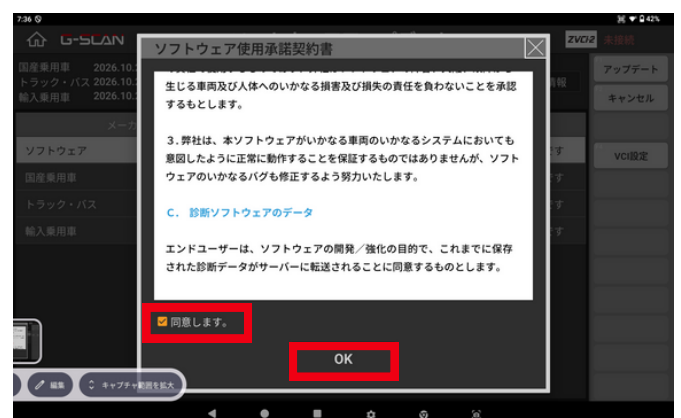 7:36
42%
G-SCAN
ZVCI2 未接続
ソフトウェア使用承諾契約書
国産乗用車 2026.10.
トラック・バス 2026.10.
輸入乗用車 2026.10.
情報
アップデート
キャンセル
VCI設定
メーカ
ソフトウェア
国産乗用車
トラック・バス
輸入乗用車
生じる車両及び人体へのいかなる損害及び損失の責任を負わないことを承認
するもとします。
3．弊社は、本ソフトウェアがいかなる車両のいかなるシステムにおいても
意図したように正常に動作することを保証するものではありませんが、ソフト
ウェアのいかなるバグも修正するよう努力いたします。
C． 診断ソフトウェアのデータ
エンドユーザーは、ソフトウェアの開発／強化の目的で、これまでに保存
された診断データがサーバーに転送されることに同意するものとします。
同意します。
OK
編集
キャプチャ範囲を拡大